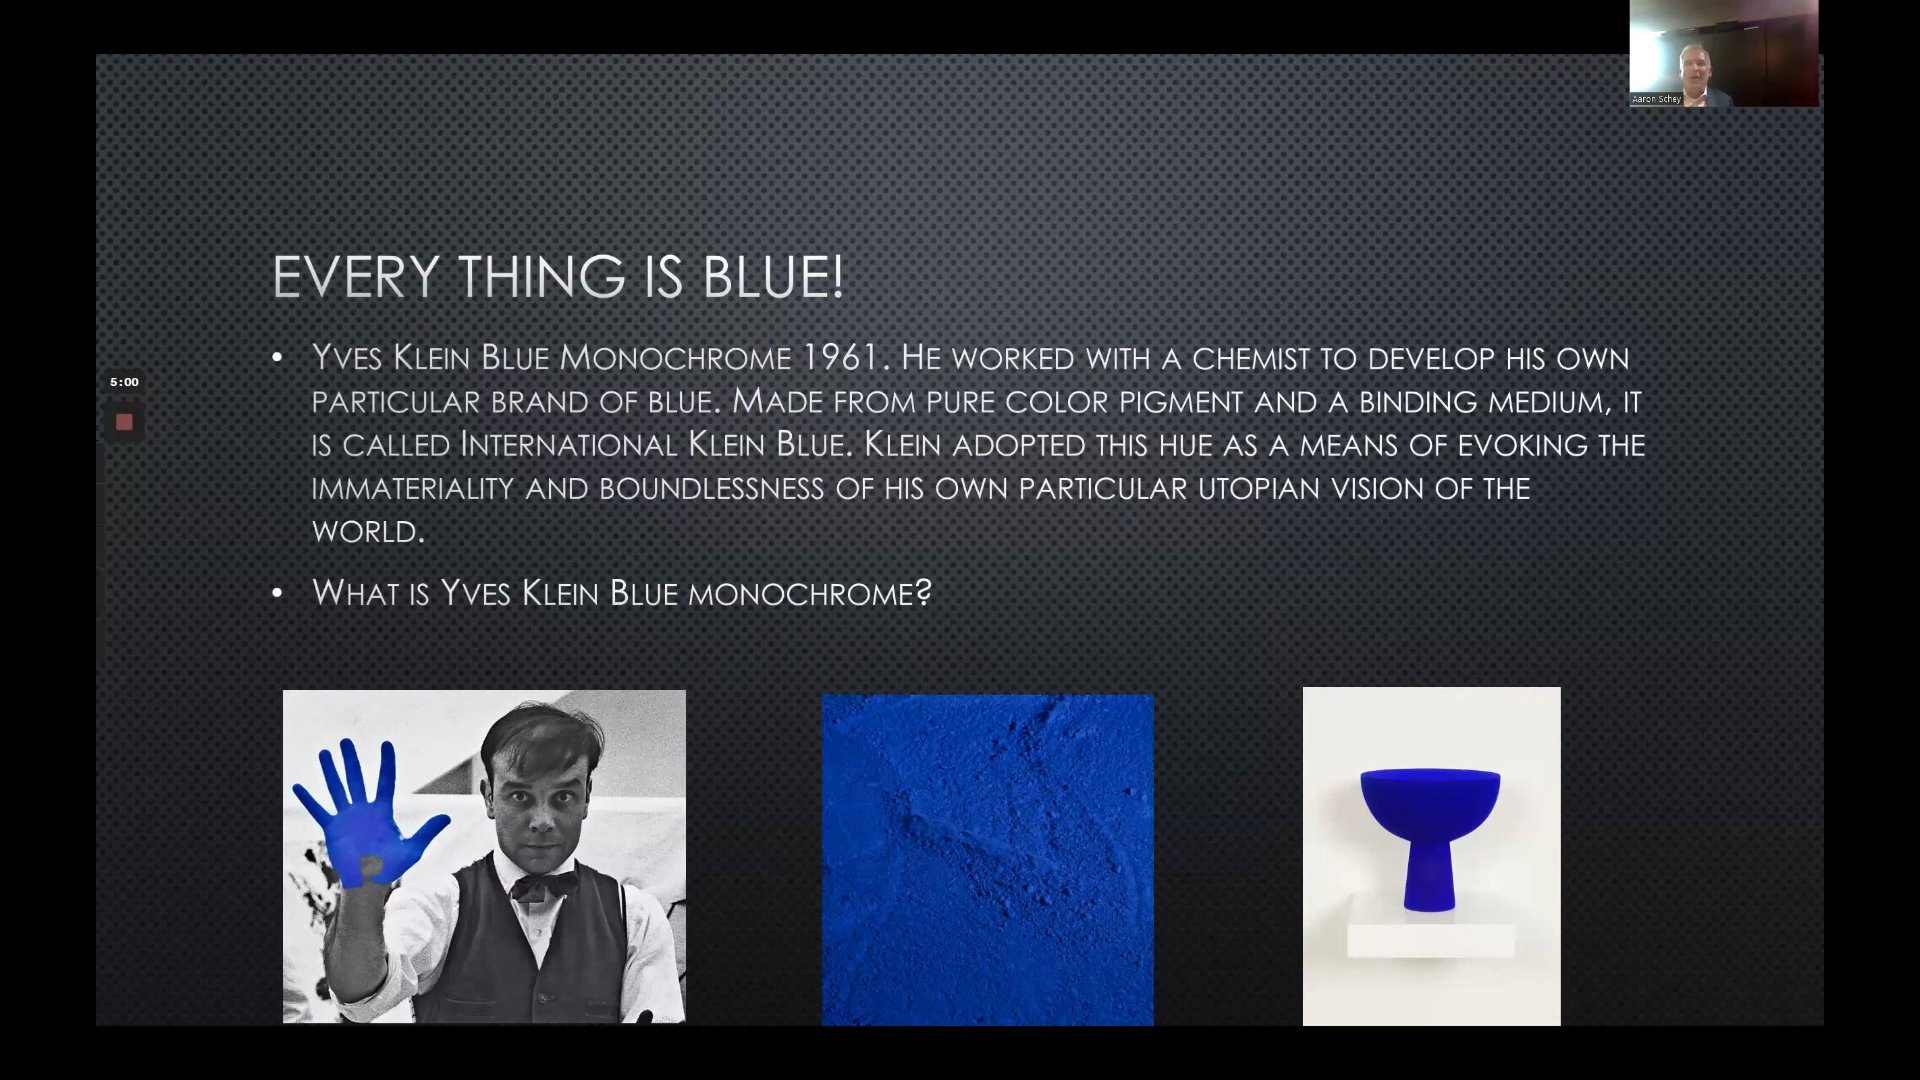 Aaron Schey
EVERY THING IS BLUE!
• YVES KLEIN BLUE MONOCHROME 1961. HE WORKED WITH A CHEMIST TO DEVELOP HIS OWN
PARTICULAR BRAND OF BLUE. MADE FROM PURE COLOR PIGMENT AND A BINDING MEDIUM, IT
IS CALLED INTERNATIONAL KLEIN BLUE. KLEIN ADOPTED THIS HUE AS A MEANS OF EVOKING THE
IMMATERIALITY AND BOUNDLESSNESS OF HIS OWN PARTICULAR UTOPIAN VISION OF THE
WORLD.
5:00
• WHAT IS YVES KLEIN BLUE MONOCHROME?